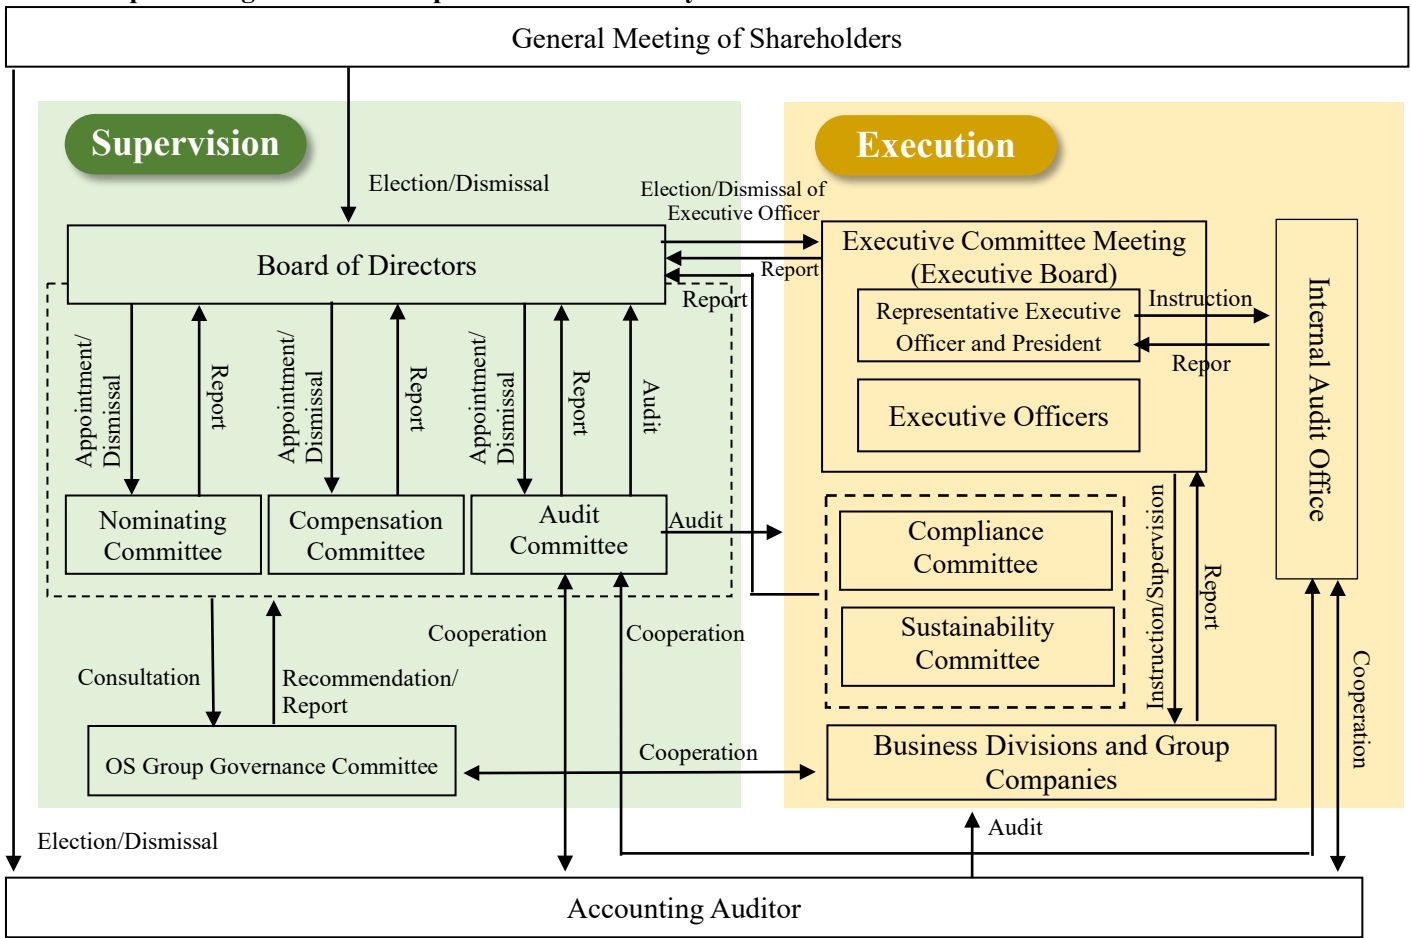 General Meeting of Shareholders
Supervision
Execution
Election/Dismissal
Election/Dismissal of
Executive Officer
Board of Directors
Report
Report
Executive Committee Meeting
(Executive Board)
Representative Executive
Officer and President
Executive Officers
Instruction
Repor
Internal Audit Office
Appointment/
Dismissal
Report
Appointment/
Dismissal
Report
Appointment/
Dismissal
Report
Audit
Nominating
Committee
Compensation
Committee
Audit
Committee
Audit
Compliance
Committee
Sustainability
Committee
Instruction/Supervision
Report
Cooperation
Cooperation
Cooperation
Consultation
Recommendation/
Report
OS Group Governance Committee
Cooperation
Business Divisions and Group
Companies
Election/Dismissal
Audit
Accounting Auditor